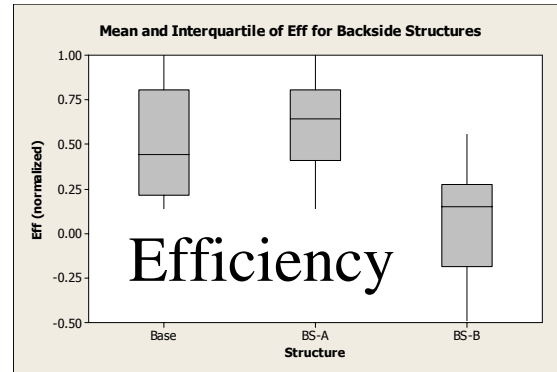 Mean and Interquartile of Eff for Backside Structures
1.00
0.75
0.50
0.25
0.00
-0.25
-0.50
Eff (normalized)
Efficiency
Base
BS-A
BS-B
Structure